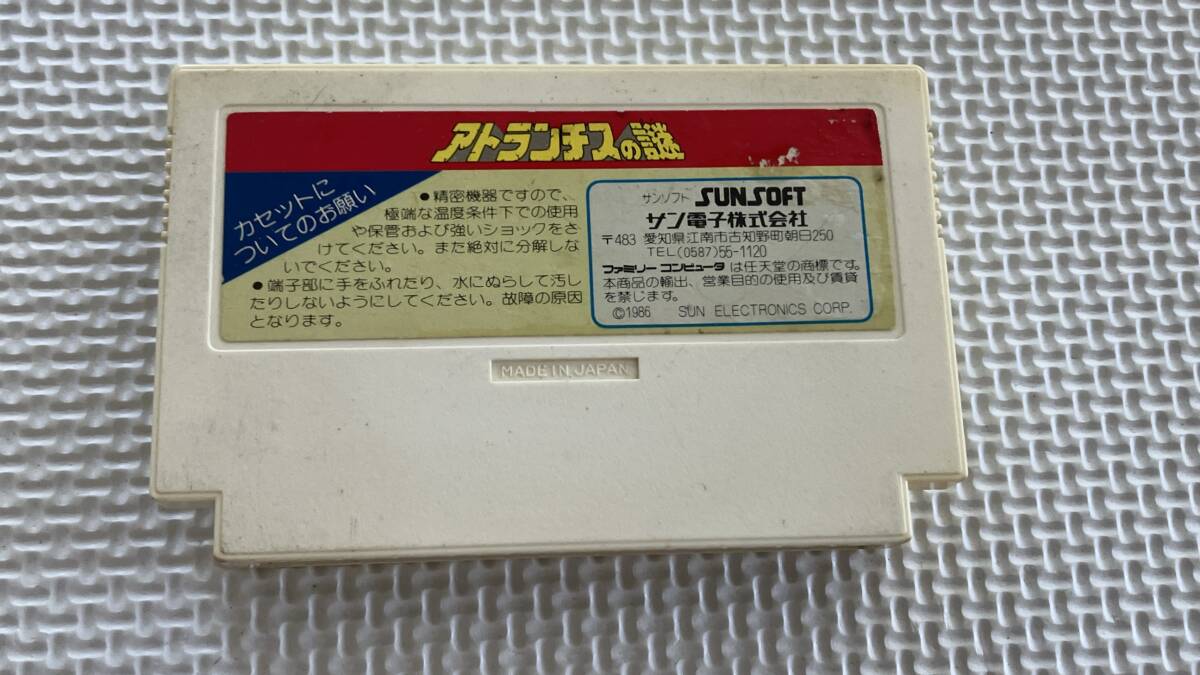 アトランチスの謎
カセットに
ついてのお願い
●精密機器ですので、
極端な温度条件下での使用
や保管および強いショックをさ
けてください。また絶対に分解しな
いでください。
●端子部に手をふれたり、水にぬらして汚し
たりしないようにしてください。故障の原因
となります。
サンソフト SUNSOFT
サン電子株式会社
〒483 愛知県江南市古知野町朝日250
TEL(0587)55-1120
ファミリー コンピュータは任天堂の商標です。
本商品の輸出、営業目的の使用及び賃貸
を禁じます。
©1986 SUN ELECTRONICS CORP.
MADE IN JAPAN